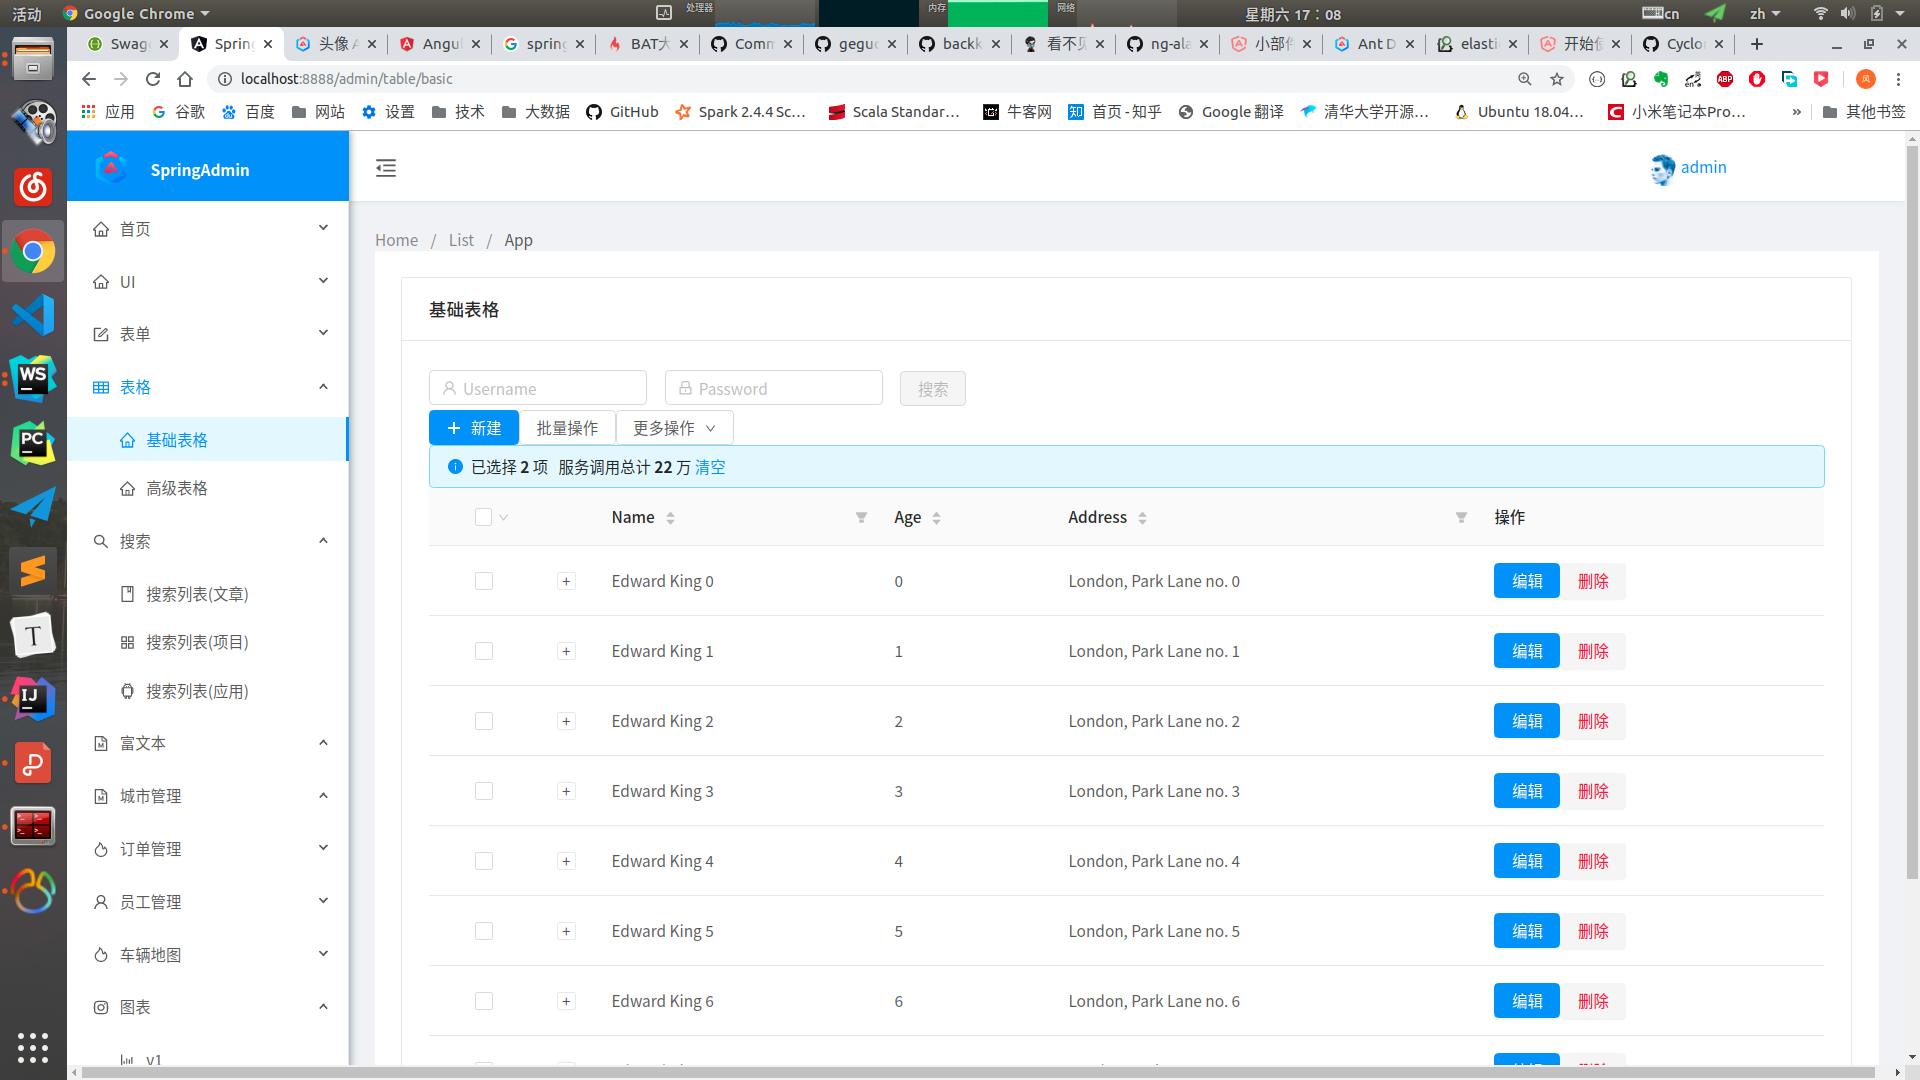 活动 Google Chrome 处理器 内存 网络 星期六 17：08 cn zh
Swag Spring 头像 A Angul spring BAT大 Comm gegu backk 看不见 ng-ala 小部件 Ant D elasti 开始使 Cyclo
localhost:8888/admin/table/basic
应用 谷歌 百度 网站 设置 技术 大数据 GitHub Spark 2.4.4 Sc… Scala Standar… 牛客网 首页 - 知乎 Google 翻译 清华大学开源… Ubuntu 18.04… 小米笔记本Pro… » 其他书签
SpringAdmin
admin
首页
UI
表单
表格
基础表格
高级表格
搜索
搜索列表(文章)
搜索列表(项目)
搜索列表(应用)
富文本
城市管理
订单管理
员工管理
车辆地图
图表
v1
Home / List / App
基础表格
Username Password 搜索
新建 批量操作 更多操作
已选择 2 项 服务调用总计 22 万 清空
Name Age Address 操作
Edward King 0 0 London, Park Lane no. 0 编辑 删除
Edward King 1 1 London, Park Lane no. 1 编辑 删除
Edward King 2 2 London, Park Lane no. 2 编辑 删除
Edward King 3 3 London, Park Lane no. 3 编辑 删除
Edward King 4 4 London, Park Lane no. 4 编辑 删除
Edward King 5 5 London, Park Lane no. 5 编辑 删除
Edward King 6 6 London, Park Lane no. 6 编辑 删除